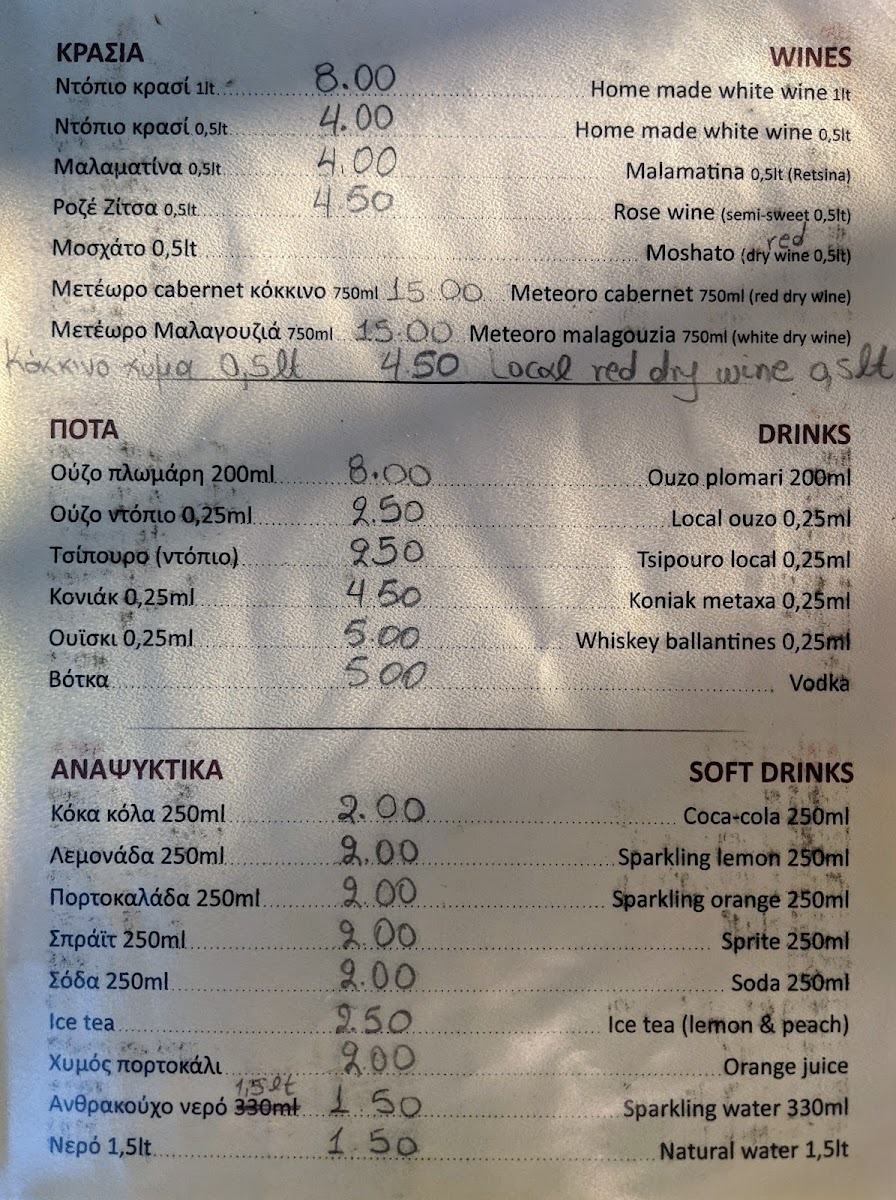 ΚΡΑΣΙΑ WINES
Ντόπιο κρασί 1lt 8.00 Home made white wine 1lt
Ντόπιο κρασί 0,5lt 4.00 Home made white wine 0,5lt
Μαλαματίνα 0,5lt 4.00 Malamatina 0,5lt (Retsina)
Ροζέ Ζίτσα 0,5lt 4.50 Rose wine (semi-sweet 0,5lt)
Μοσχάτο 0,5lt Moshato (dry red wine 0,5lt)
Μετέωρο cabernet κόκκινο 750ml 15.00 Meteoro cabernet 750ml (red dry wine)
Μετέωρο Μαλαγουζιά 750ml 15.00 Meteoro malagouzia 750ml (white dry wine)
Κόκκινο χυμα 0,5lt 4.50 Local red dry wine 0,5lt
ΠΟΤΑ DRINKS
Ούζο πλωμάρη 200ml 8.00 Ouzo plomari 200ml
Ούζο ντόπιο 0,25ml 2.50 Local ouzo 0,25ml
Τσίπουρο (ντόπιο) 250 Tsipouro local 0,25ml
Κονιάκ 0,25ml 4.50 Koniak metaxa 0,25ml
Ουϊσκι 0,25ml 5.00 Whiskey ballantines 0,25ml
Βότκα 5 00 Vodka
ΑΝΑΨΥΚΤΙΚΑ SOFT DRINKS
Κόκα κόλα 250ml 2.00 Coca-cola 250ml
Λεμονάδα 250ml 2.00 Sparkling lemon 250ml
Πορτοκαλάδα 250ml 2.00 Sparkling orange 250ml
Σπράϊτ 250ml 2.00 Sprite 250ml
Σόδα 250ml 2.00 Soda 250ml
Ice tea 2.50 Ice tea (lemon & peach)
Χυμός πορτοκάλι 2.00 Orange juice
1,5lt
Ανθρακούχο νερό 330ml 1.50 Sparkling water 330ml
Νερό 1,5lt 1.50 Natural water 1,5lt